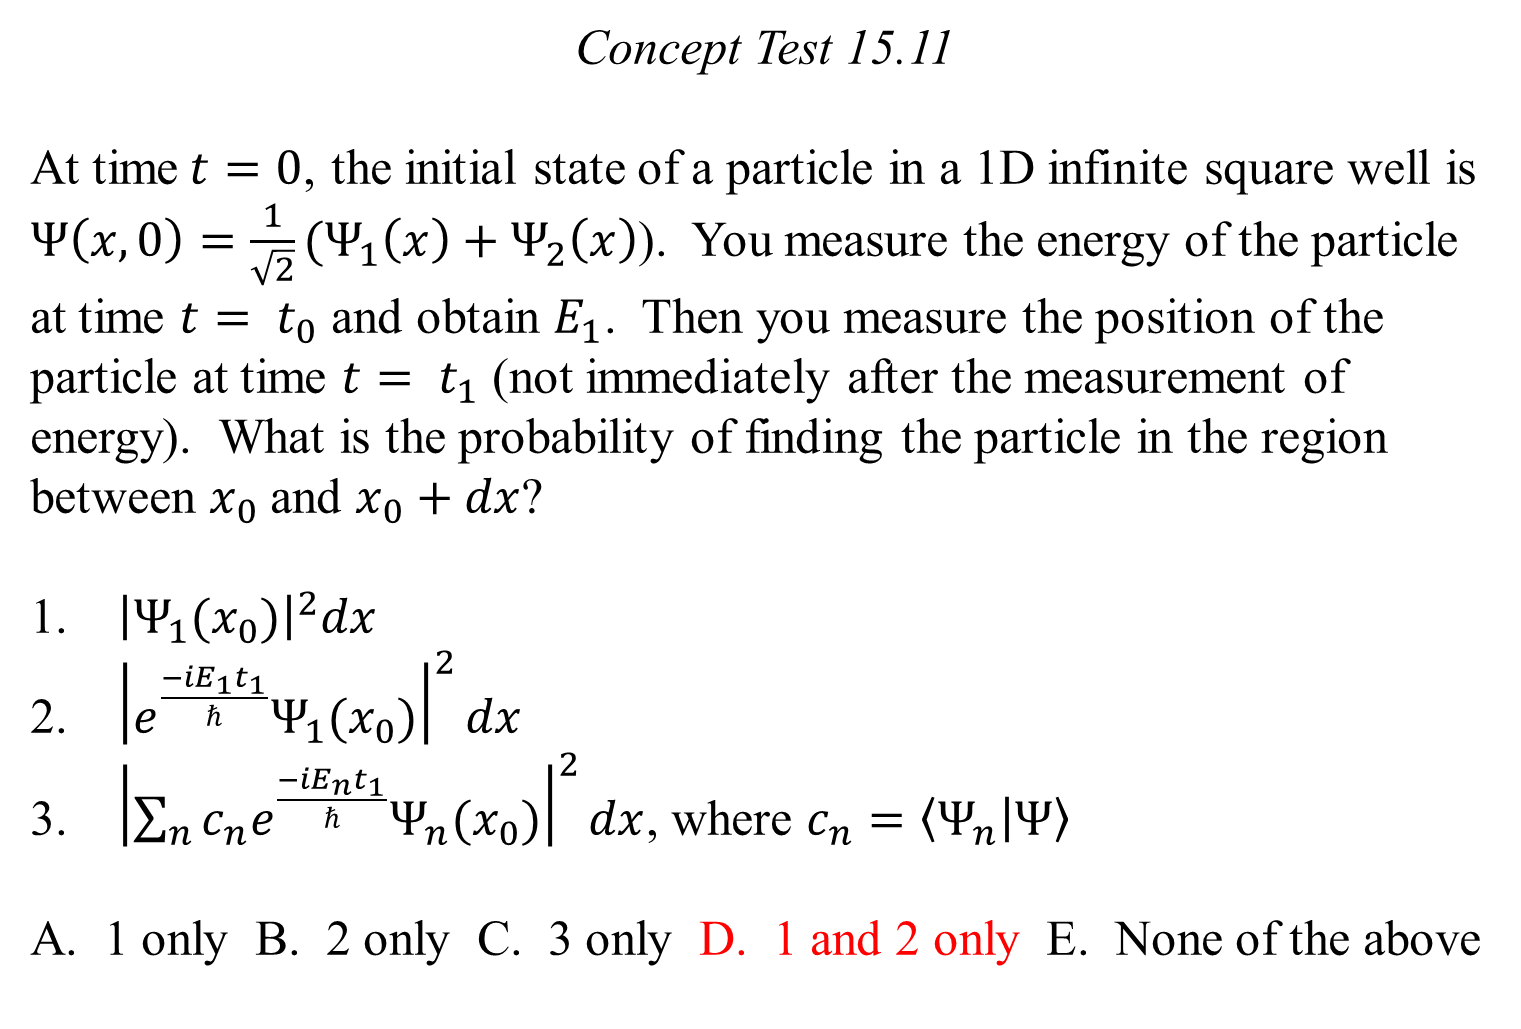 Concept Test 15.11
At time t = 0, the initial state of a particle in a 1D infinite square well is
Ψ(x, 0) = 1/√2 (Ψ₁(x) + Ψ₂(x)). You measure the energy of the particle
at time t = t₀ and obtain E₁. Then you measure the position of the
particle at time t = t₁ (not immediately after the measurement of
energy). What is the probability of finding the particle in the region
between x₀ and x₀ + dx?
1. |Ψ₁(x₀)|²dx
2. |e^(−iE₁t₁/ħ) Ψ₁(x₀)|² dx
3. |∑ₙ cₙe^(−iEₙt₁/ħ) Ψₙ(x₀)|² dx, where cₙ = ⟨Ψₙ|Ψ⟩
A. 1 only B. 2 only C. 3 only D. 1 and 2 only E. None of the above